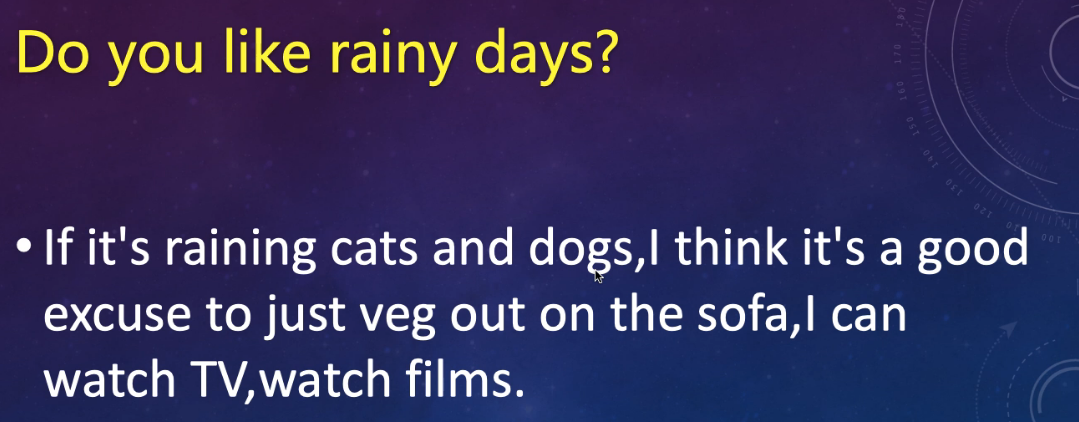 Do you like rainy days?
• If it's raining cats and dogs,I think it's a good
excuse to just veg out on the sofa,I can
watch TV,watch films.